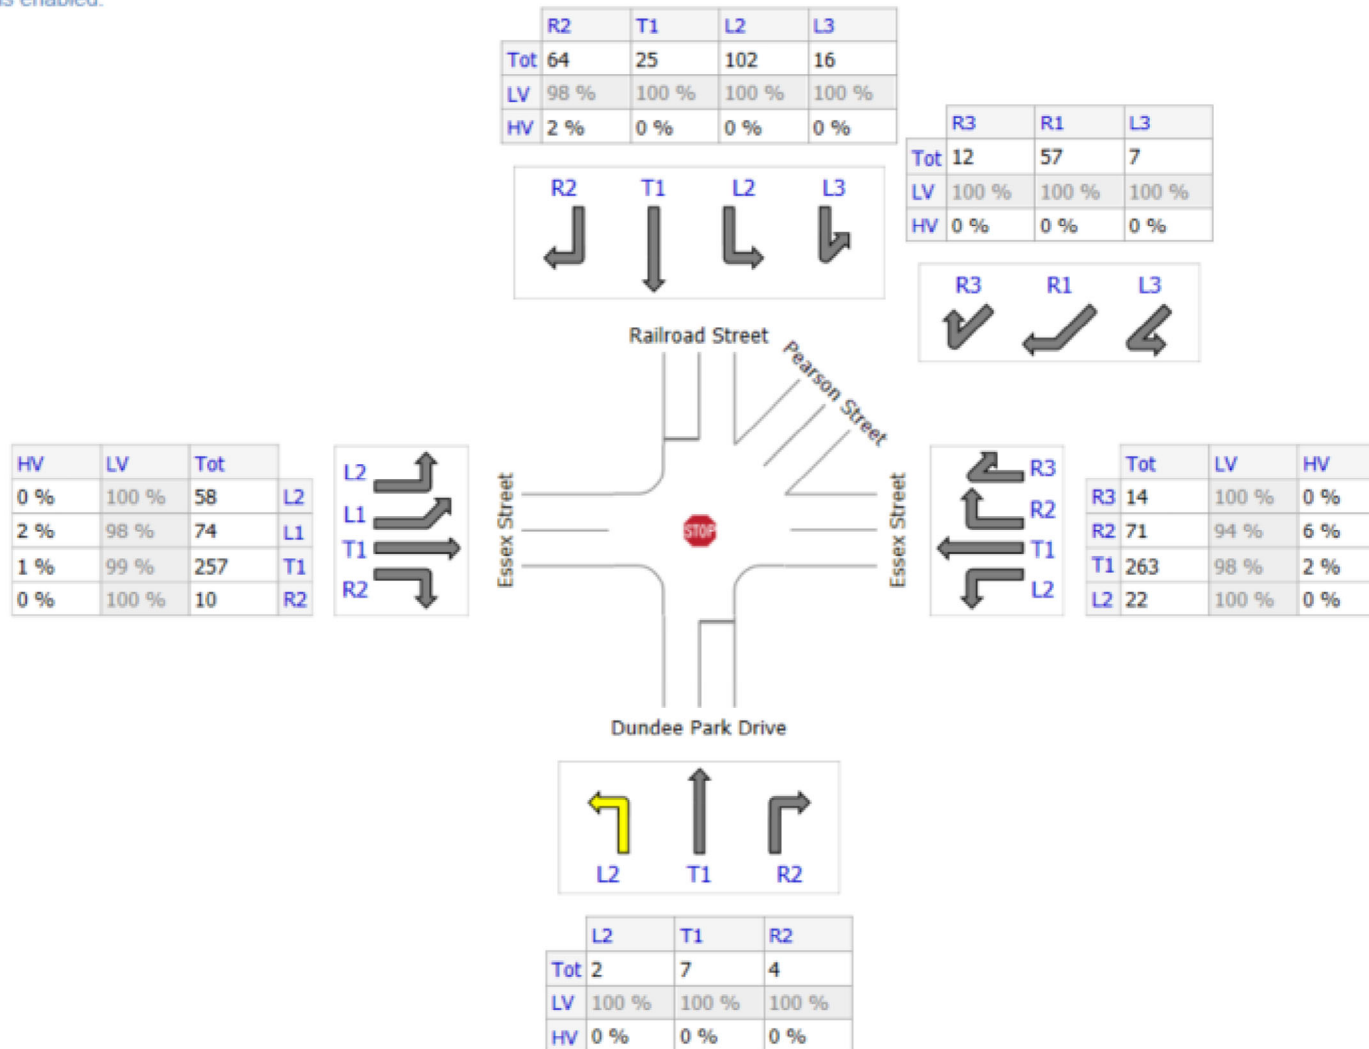 is enabled.
R2 T1 L2 L3
Tot 64 25 102 16
LV 98 % 100 % 100 % 100 %
HV 2 % 0 % 0 % 0 %
R2 T1 L2 L3
R3 R1 L3
Tot 12 57 7
LV 100 % 100 % 100 %
HV 0 % 0 % 0 %
R3 R1 L3
Railroad Street
Pearson Street
HV LV Tot
0 % 100 % 58 L2
2 % 98 % 74 L1
1 % 99 % 257 T1
0 % 100 % 10 R2
L2
L1
T1
R2
Essex Street
STOP
Essex Street
R3
R2
T1
L2
Tot LV HV
R3 14 100 % 0 %
R2 71 94 % 6 %
T1 263 98 % 2 %
L2 22 100 % 0 %
Dundee Park Drive
L2 T1 R2
L2 T1 R2
Tot 2 7 4
LV 100 % 100 % 100 %
HV 0 % 0 % 0 %